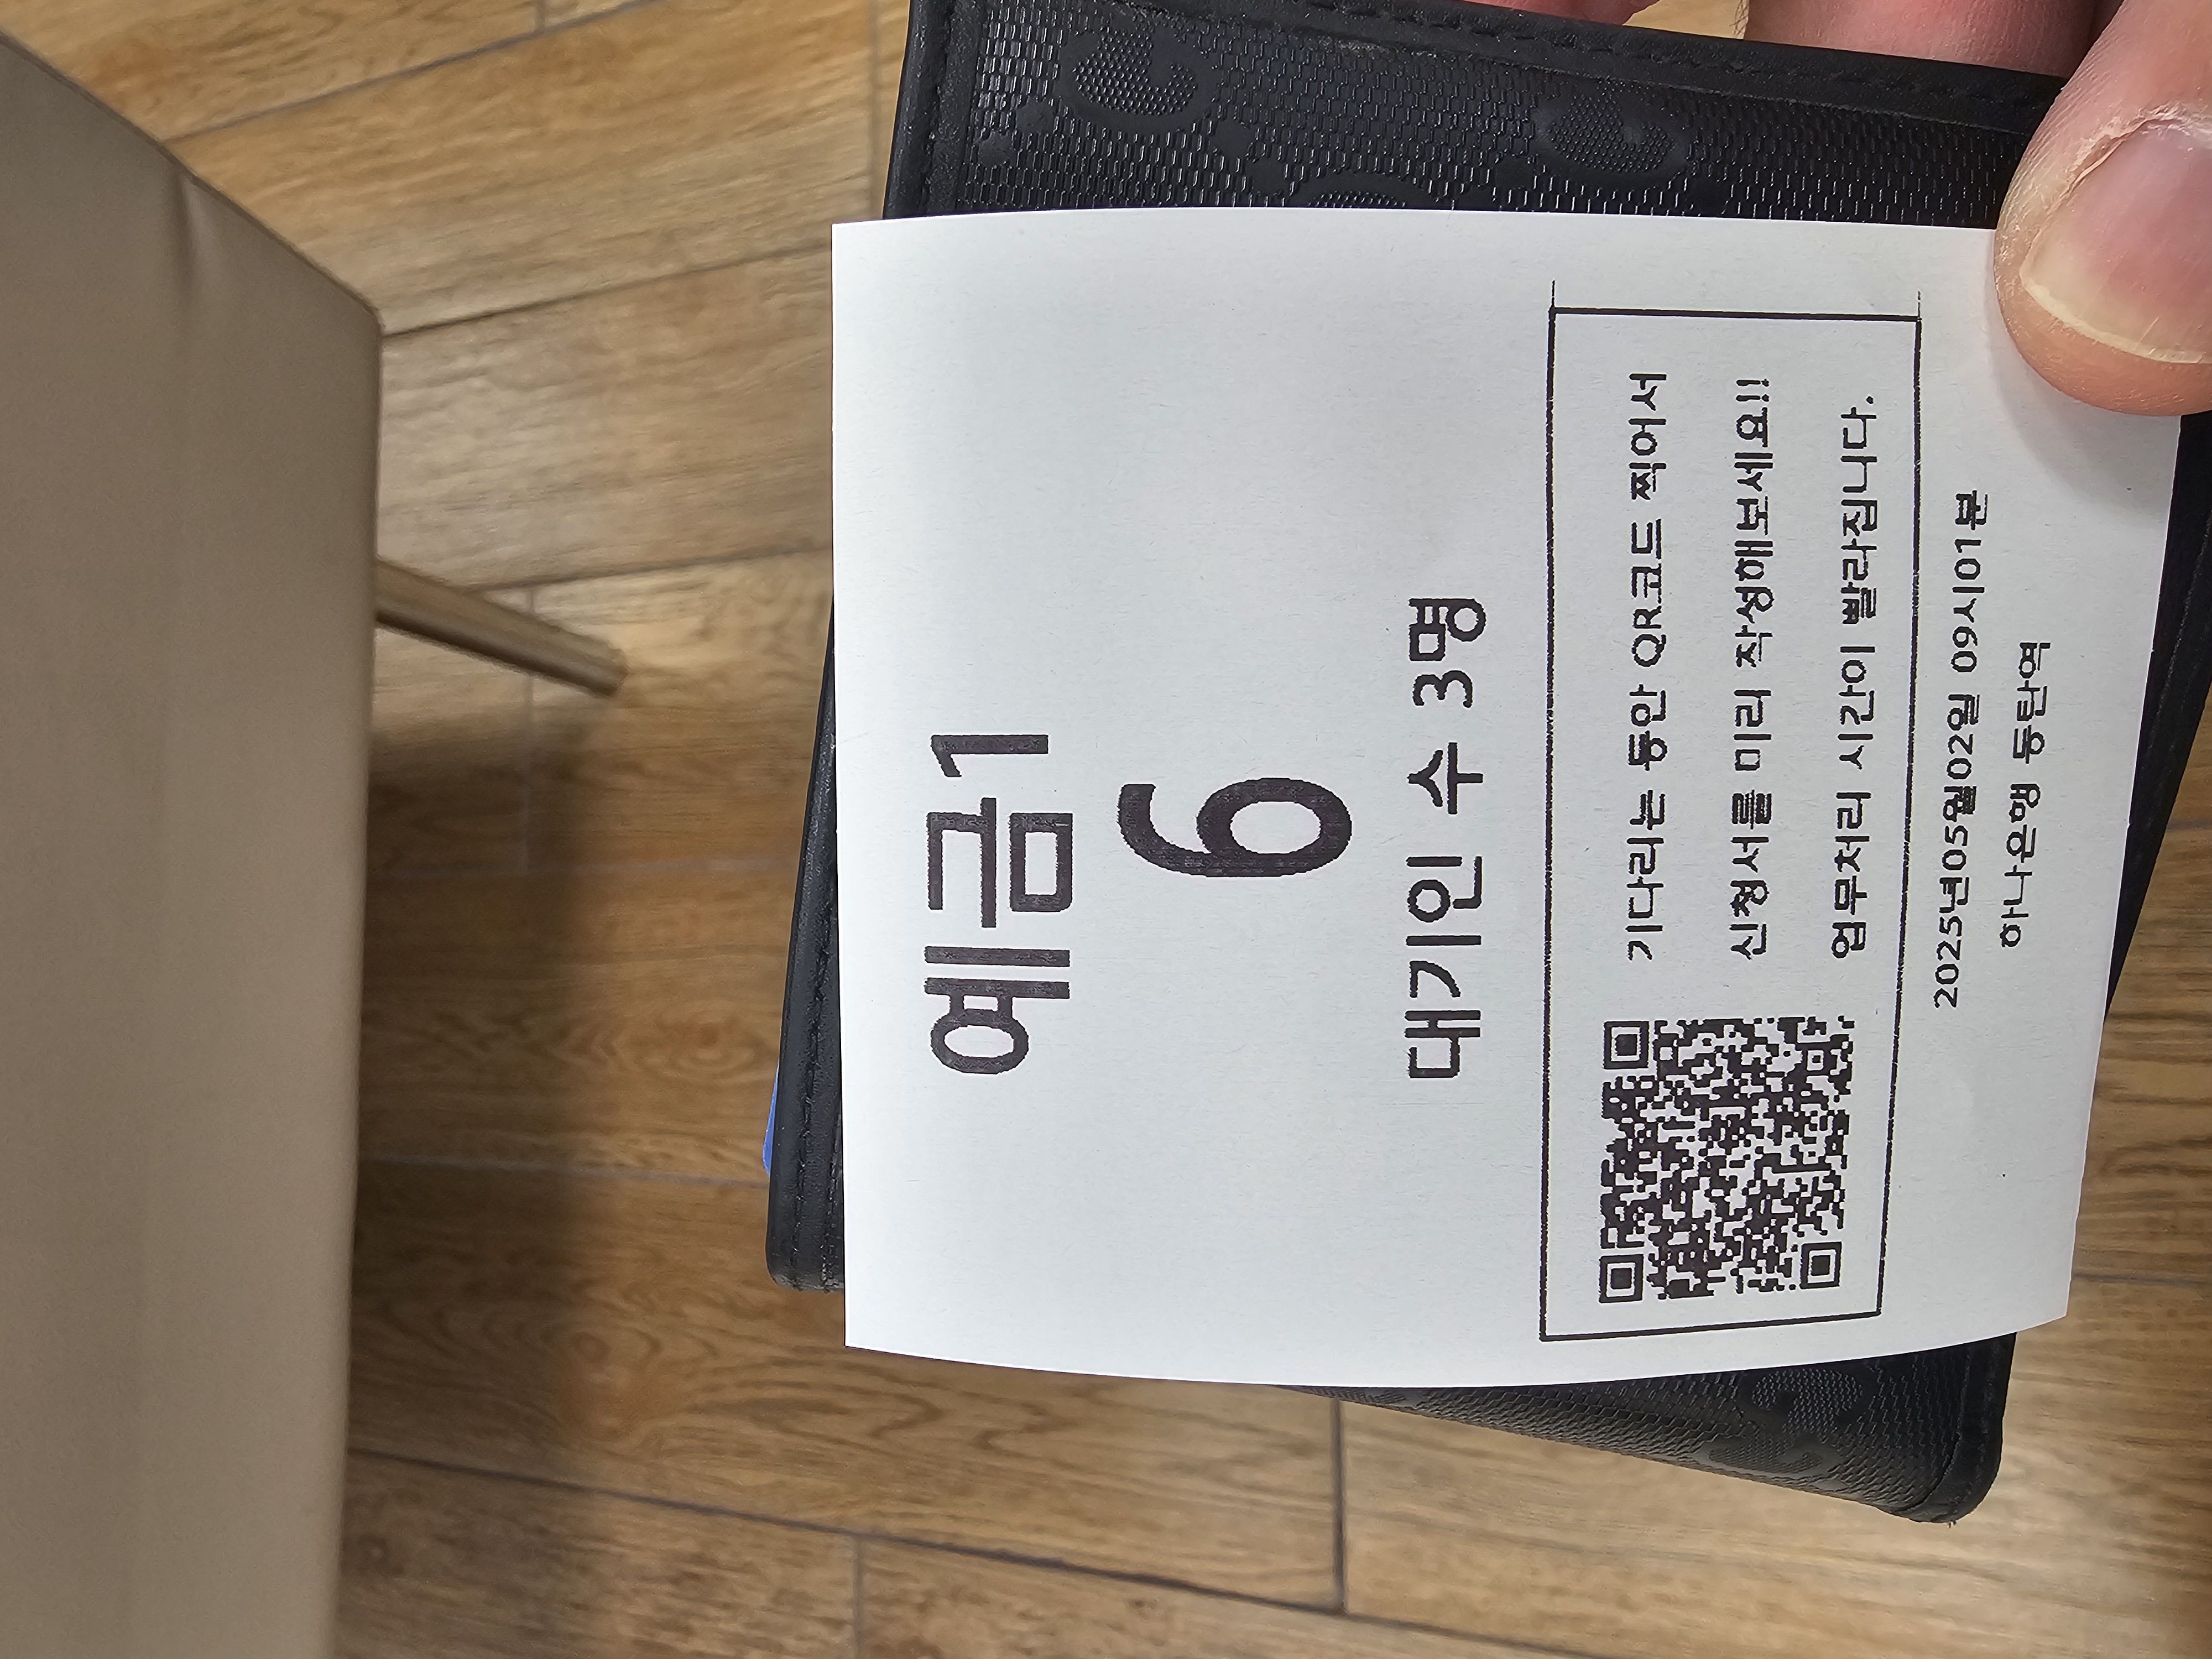 예금1
6
대기인 수 3명
기다리는 동안 QR코드 찍어서
신청서를 미리 작성해보세요!!
업무처리 시간이 빨라집니다.
2025년05월02일 09시01분
하나은행 동탄역